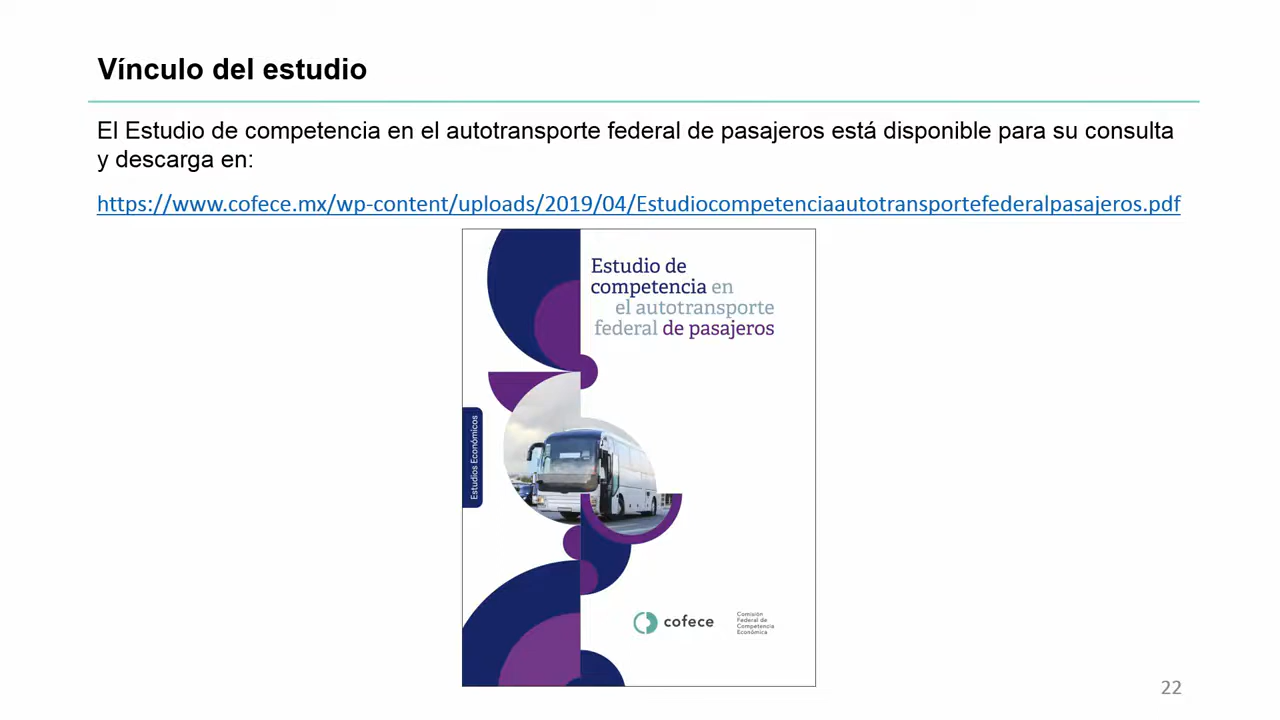 Vínculo del estudio
El Estudio de competencia en el autotransporte federal de pasajeros está disponible para su consulta
y descarga en:
https://www.cofece.mx/wp-content/uploads/2019/04/Estudiocompetenciaautotransportefederalpasajeros.pdf
Estudio de
competencia en
el autotransporte
federal de pasajeros
Estudios Económicos
cofece
Comisión
Federal de
Competencia
Económica
22